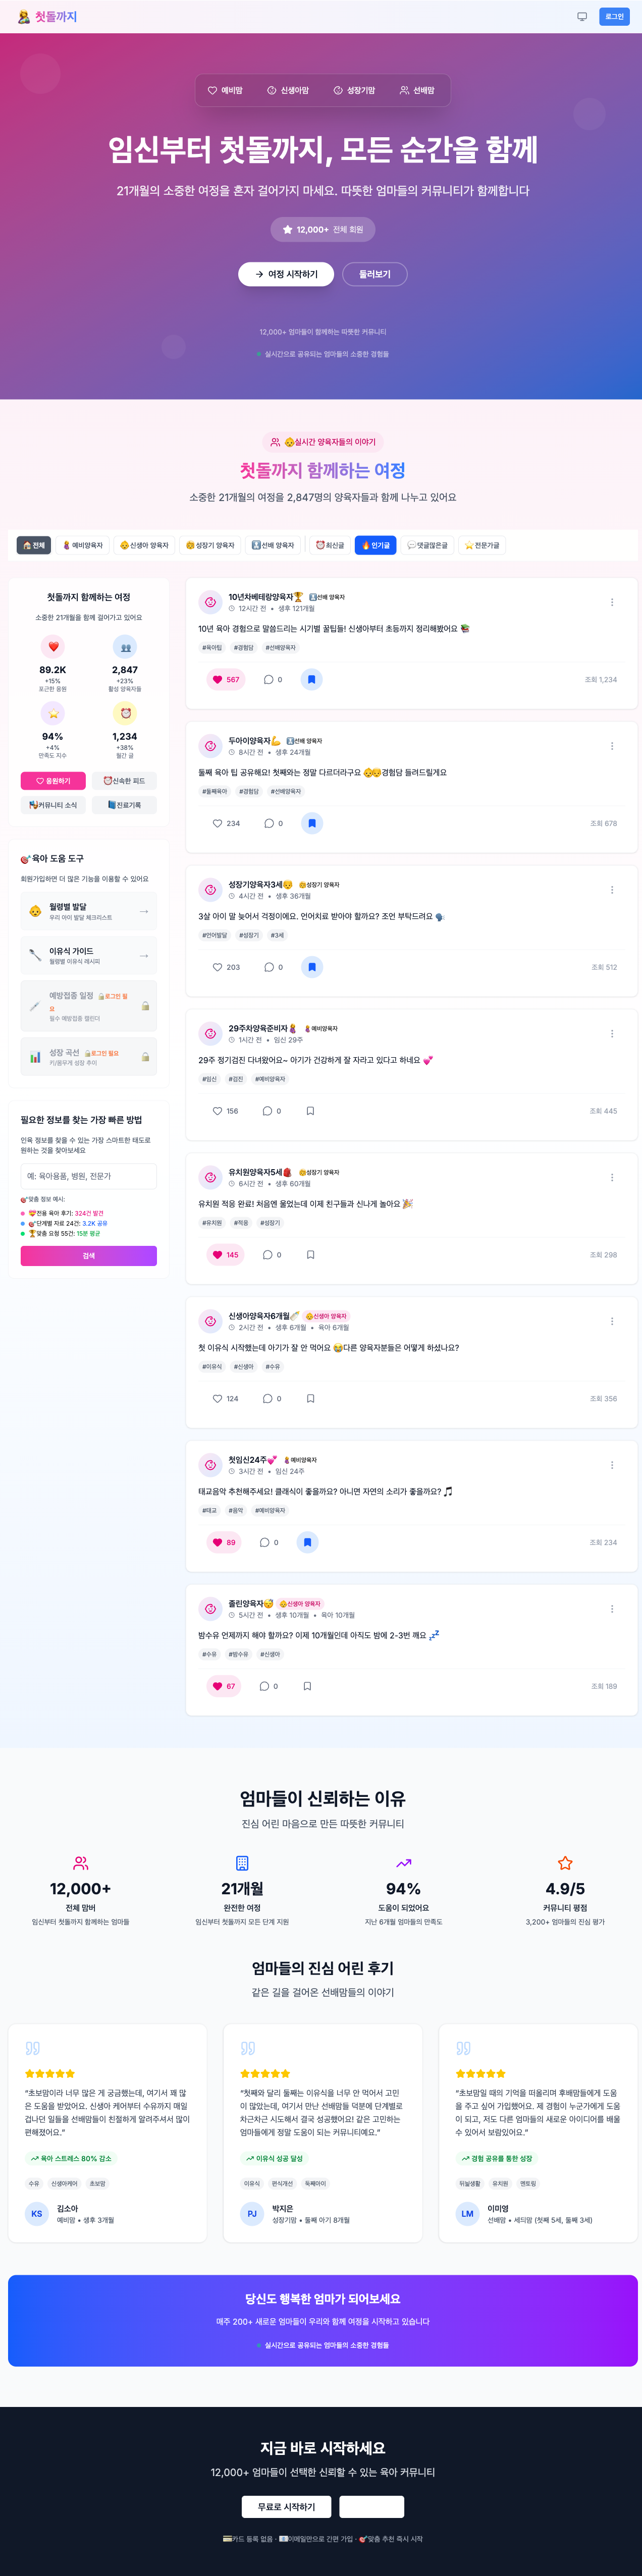 첫돌까지
로그인
예비맘
신생아맘
성장기맘
선배맘
임신부터 첫돌까지, 모든 순간을 함께
21개월의 소중한 여정을 혼자 걸어가지 마세요. 따뜻한 엄마들의 커뮤니티가 함께합니다
12,000+ 전체 회원
여정 시작하기
둘러보기
12,000+ 엄마들이 함께하는 따뜻한 커뮤니티
실시간으로 공유되는 엄마들의 소중한 경험들
👶실시간 양육자들의 이야기
첫돌까지 함께하는 여정
소중한 21개월의 여정을 2,847명의 양육자들과 함께 나누고 있어요
🏠전체
🤰예비양육자
👶신생아 양육자
👶성장기 양육자
선배 양육자
⏰최신글
🔥인기글
💬댓글많은글
⭐전문가글
첫돌까지 함께하는 여정
소중한 21개월을 함께 걸어가고 있어요
89.2K
+15%
포근한 응원
2,847
+23%
활성 양육자들
94%
+4%
만족도 지수
1,234
+38%
월간 글
응원하기
⏰신속한 피드
커뮤니티 소식
진료기록
🎯육아 도움 도구
회원가입하면 더 많은 기능을 이용할 수 있어요
월령별 발달
우리 아이 발달 체크리스트
이유식 가이드
월령별 이유식 레시피
예방접종 일정 🔒로그인 필
요
필수 예방접종 캘린더
성장 곡선 🔒로그인 필요
키/몸무게 성장 추이
필요한 정보를 찾는 가장 빠른 방법
인육 정보를 찾을 수 있는 가장 스마트한 태도로
원하는 것을 찾아보세요
예: 육아용품, 병원, 전문가
🎯맞춤 정보 예시:
전용 육아 후기: 324건 발견
🎯단계별 자료 24건: 3.2K 공유
🏆맞춤 요청 55건: 15분 평균
검색
10년차베테랑양육자🏆 선배 양육자
12시간 전 • 생후 121개월
10년 육아 경험으로 말씀드리는 시기별 꿀팁들! 신생아부터 초등까지 정리해봤어요 📚
#육아팁 #경험담 #선배양육자
567 0 조회 1,234
두아이양육자💪 선배 양육자
8시간 전 • 생후 24개월
둘째 육아 팁 공유해요! 첫째와는 정말 다르더라구요 👶👶경험담 들려드릴게요
#둘째육아 #경험담 #선배양육자
234 0 조회 678
성장기양육자3세👶 👶성장기 양육자
4시간 전 • 생후 36개월
3살 아이 말 늦어서 걱정이에요. 언어치료 받아야 할까요? 조언 부탁드려요 🗣️
#언어발달 #성장기 #3세
203 0 조회 512
29주차양육준비자🤰 🤰예비양육자
1시간 전 • 임신 29주
29주 정기검진 다녀왔어요~ 아기가 건강하게 잘 자라고 있다고 하네요 💕
#임신 #검진 #예비양육자
156 0 조회 445
유치원양육자5세🎒 👶성장기 양육자
6시간 전 • 생후 60개월
유치원 적응 완료! 처음엔 울었는데 이제 친구들과 신나게 놀아요 🎉
#유치원 #적응 #성장기
145 0 조회 298
신생아양육자6개월🍼 👶신생아 양육자
2시간 전 • 생후 6개월 • 육아 6개월
첫 이유식 시작했는데 아기가 잘 안 먹어요 😭다른 양육자분들은 어떻게 하셨나요?
#이유식 #신생아 #수유
124 0 조회 356
첫임신24주💕 🤰예비양육자
3시간 전 • 임신 24주
태교음악 추천해주세요! 클래식이 좋을까요? 아니면 자연의 소리가 좋을까요? 🎵
#태교 #음악 #예비양육자
89 0 조회 234
졸린양육자😴 👶신생아 양육자
5시간 전 • 생후 10개월 • 육아 10개월
밤수유 언제까지 해야 할까요? 이제 10개월인데 아직도 밤에 2-3번 깨요 💤
#수유 #밤수유 #신생아
67 0 조회 189
엄마들이 신뢰하는 이유
진심 어린 마음으로 만든 따뜻한 커뮤니티
12,000+
전체 맘버
임신부터 첫돌까지 함께하는 엄마들
21개월
완전한 여정
임신부터 첫돌까지 모든 단계 지원
94%
도움이 되었어요
지난 6개월 엄마들의 만족도
4.9/5
커뮤니티 평점
3,200+ 엄마들의 진심 평가
엄마들의 진심 어린 후기
같은 길을 걸어온 선배맘들의 이야기
"초보맘이라 너무 많은 게 궁금했는데, 여기서 꽤 많
은 도움을 받았어요. 신생아 케어부터 수유까지 매일
겁나던 일들을 선배맘들이 친절하게 알려주셔서 많이
편해졌어요."
육아 스트레스 80% 감소
수유 신생아케어 초보맘
KS
김소아
예비맘 • 생후 3개월
"첫째와 달리 둘째는 이유식을 너무 안 먹어서 고민
이 많았는데, 여기서 만난 선배맘들 덕분에 단계별로
차근차근 시도해서 결국 성공했어요! 같은 고민하는
엄마들에게 정말 도움이 되는 커뮤니티예요."
이유식 성공 달성
이유식 편식개선 둑째아이
PJ
박지은
성장기맘 • 둘째 아기 8개월
"초보맘일 때의 기억을 떠올리며 후배맘들에게 도움
을 주고 싶어 가입했어요. 제 경험이 누군가에게 도움
이 되고, 저도 다른 엄마들의 새로운 아이디어를 배울
수 있어서 보람있어요."
경험 공유를 통한 성장
뒤닐생활 유치원 멘토링
LM
이미영
선배맘 • 세듸맘 (첫째 5세, 둘째 3세)
당신도 행복한 엄마가 되어보세요
매주 200+ 새로운 엄마들이 우리와 함께 여정을 시작하고 있습니다
실시간으로 공유되는 엄마들의 소중한 경험들
지금 바로 시작하세요
12,000+ 엄마들이 선택한 신뢰할 수 있는 육아 커뮤니티
무료로 시작하기
💳카드 등록 없음 · 📧이메일만으로 간편 가입 · 🎯맞춤 추천 즉시 시작